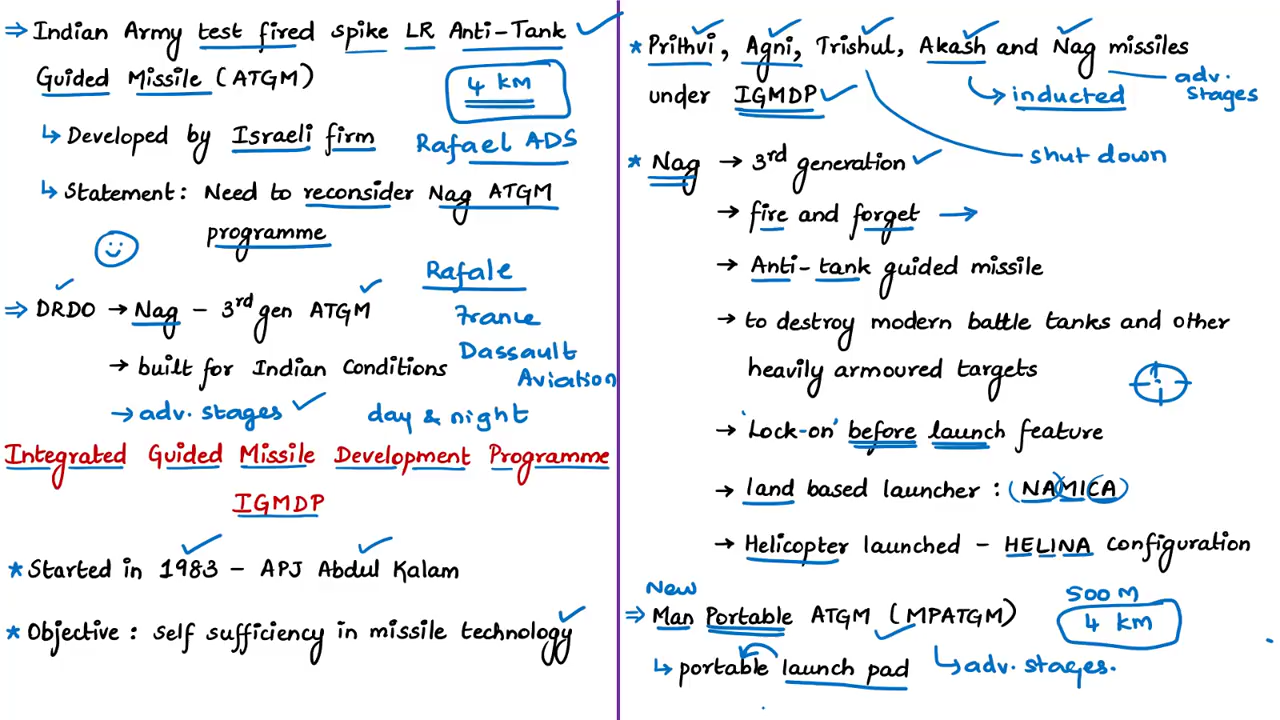 ⇒ Indian Army test fired spike LR Anti-Tank
Guided Missile (ATGM)
4 KM
↳ Developed by Israeli firm
Rafael ADS
↳ Statement: Need to reconsider Nag ATGM
programme
Rafale
France
Dassault
Aviation
⇒ DRDO → Nag – 3rd gen ATGM
→ built for Indian Conditions
→ adv. stages
day & night
Integrated Guided Missile Development Programme
IGMDP
* Started in 1983 – APJ Abdul Kalam
* Objective : self sufficiency in missile technology
* Prithvi, Agni, Trishul, Akash and Nag missiles
under IGMDP
inducted
adv.
stages
shut down
* Nag → 3rd generation
→ fire and forget →
→ Anti-tank guided missile
→ to destroy modern battle tanks and other
heavily armoured targets
→ 'Lock-on' before launch feature
→ land based launcher : (NAMICA)
→ Helicopter launched – HELINA configuration
New
⇒ Man Portable ATGM (MPATGM)
500 M
4 KM
↳ portable launch pad
↳ adv. stages.